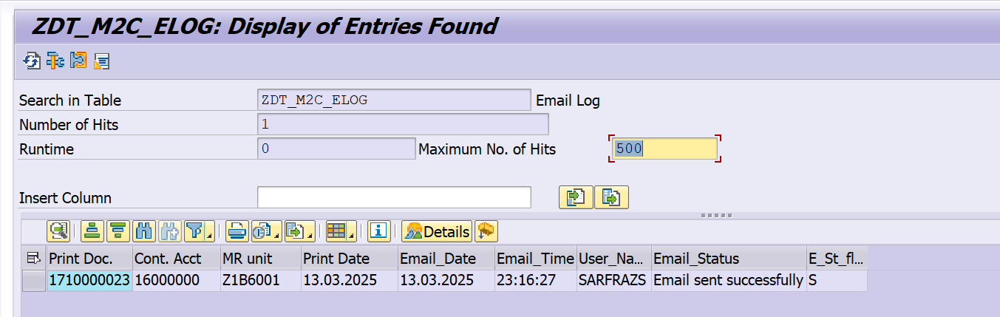 ZDT_M2C_ELOG: Display of Entries Found
Search in Table ZDT_M2C_ELOG Email Log
Number of Hits 1
Runtime 0 Maximum No. of Hits 500
Insert Column
Details
Print Doc. Cont. Acct MR unit Print Date Email_Date Email_Time User_Na... Email_Status E_St_fl...
1710000023 16000000 Z1B6001 13.03.2025 13.03.2025 23:16:27 SARFRAZS Email sent successfully S